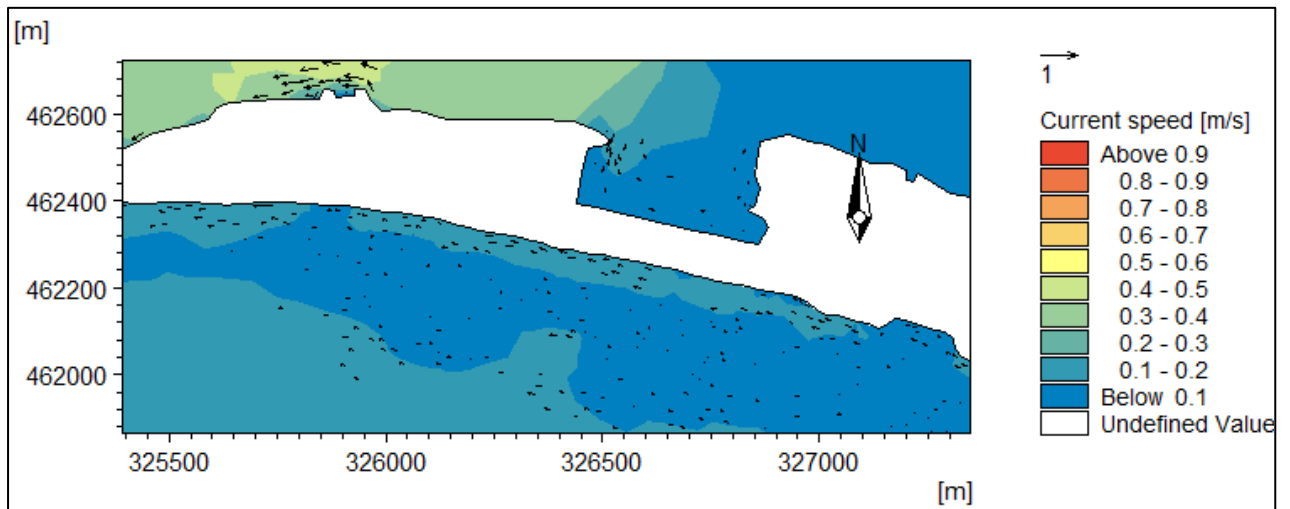 [m]
462600
462400
462200
462000
325500 326000 326500 327000
[m]
N
1
Current speed [m/s]
Above 0.9
0.8 - 0.9
0.7 - 0.8
0.6 - 0.7
0.5 - 0.6
0.4 - 0.5
0.3 - 0.4
0.2 - 0.3
0.1 - 0.2
Below 0.1
Undefined Value